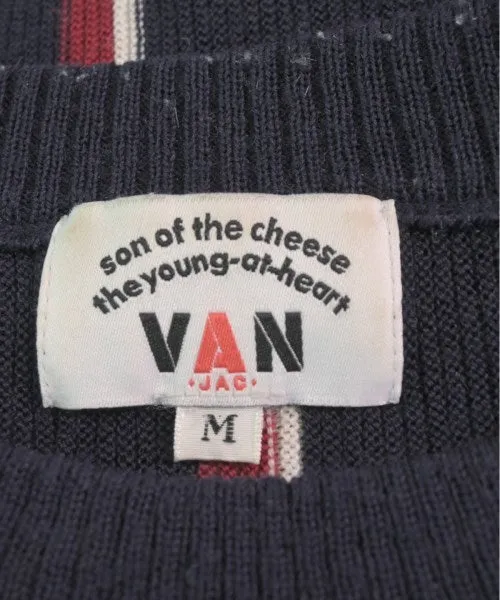 son of the cheese
the young-at-heart
VAN
·JAC·
M